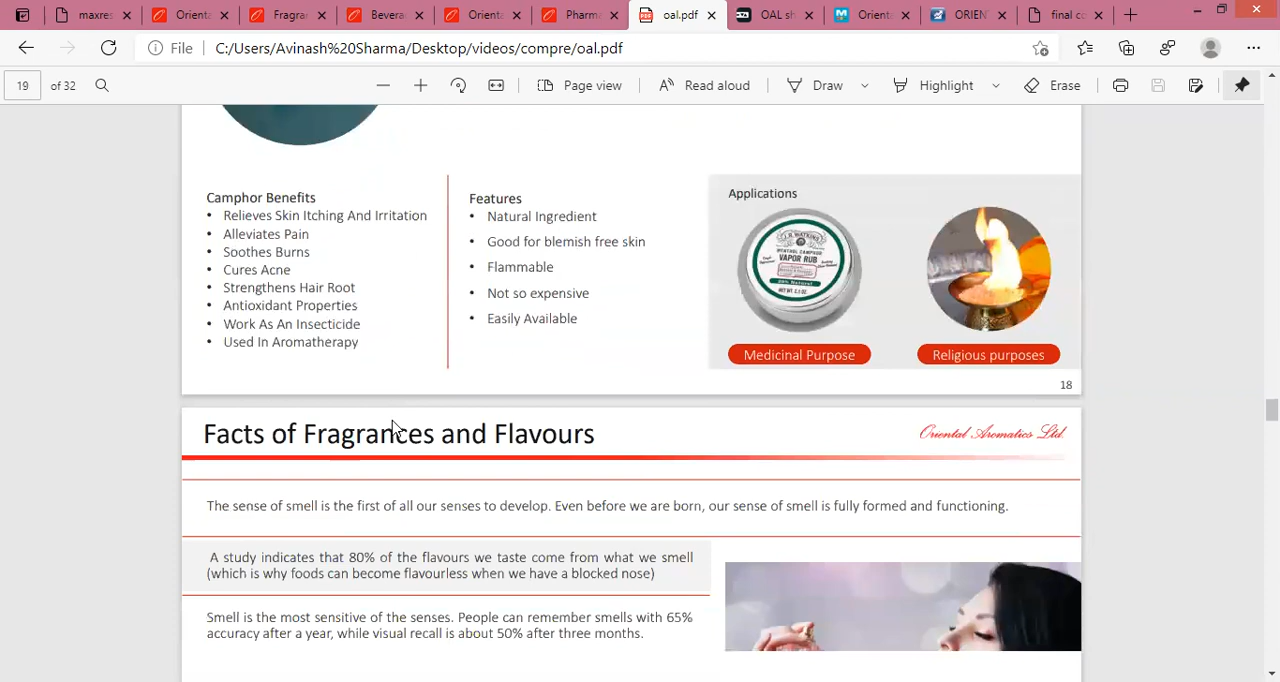 maxres
Orienta
Fragra
Bevera
Oriente
Pharma
oal.pdf
OAL sh
Orient
ORIEN
final co
File
C:/Users/Avinash%20Sharma/Desktop/videos/compre/oal.pdf
19 of 32
Page view
Read aloud
Draw
Highlight
Erase
Camphor Benefits
• Relieves Skin Itching And Irritation
• Alleviates Pain
• Soothes Burns
• Cures Acne
• Strengthens Hair Root
• Antioxidant Properties
• Work As An Insecticide
• Used In Aromatherapy
Features
• Natural Ingredient
• Good for blemish free skin
• Flammable
• Not so expensive
• Easily Available
Applications
J.R. WATKINS
MENTHOL CAMPHOR
VAPOR RUB
Medicinal Purpose
Religious purposes
18
Facts of Fragrances and Flavours
Oriental Aromatics Ltd.
The sense of smell is the first of all our senses to develop. Even before we are born, our sense of smell is fully formed and functioning.
A study indicates that 80% of the flavours we taste come from what we smell
(which is why foods can become flavourless when we have a blocked nose)
Smell is the most sensitive of the senses. People can remember smells with 65%
accuracy after a year, while visual recall is about 50% after three months.